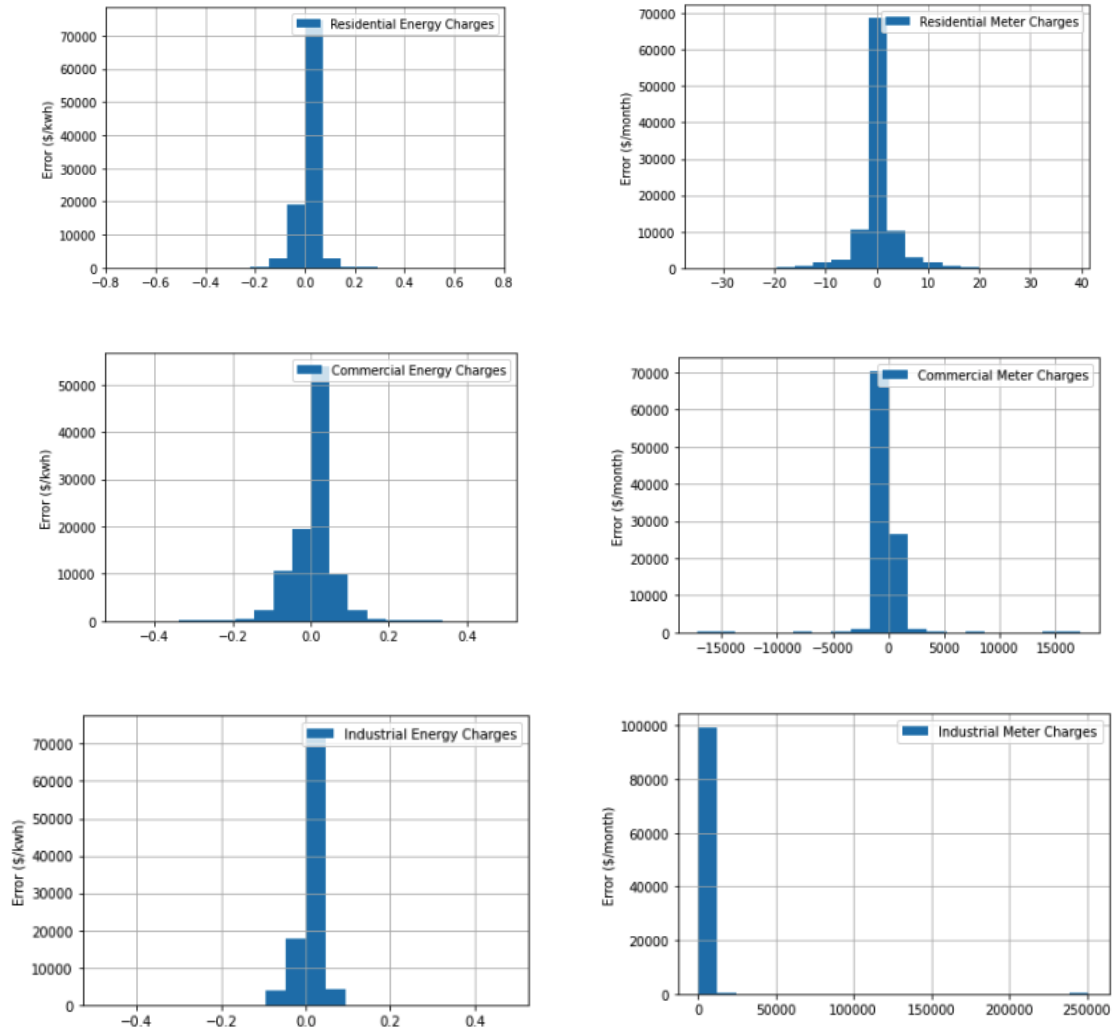 Residential Energy Charges
Error ($/kwh)
70000
60000
50000
40000
30000
20000
10000
0
−0.8 −0.6 −0.4 −0.2 0.0 0.2 0.4 0.6 0.8
Residential Meter Charges
Error ($/month)
70000
60000
50000
40000
30000
20000
10000
0
−30 −20 −10 0 10 20 30 40
Commercial Energy Charges
Error ($/kwh)
50000
40000
30000
20000
10000
0
−0.4 −0.2 0.0 0.2 0.4
Commercial Meter Charges
Error ($/month)
70000
60000
50000
40000
30000
20000
10000
0
−15000 −10000 −5000 0 5000 10000 15000
Industrial Energy Charges
Error ($/kwh)
70000
60000
50000
40000
30000
20000
10000
0
−0.4 −0.2 0.0 0.2 0.4
Industrial Meter Charges
Error ($/month)
100000
80000
60000
40000
20000
0
0 50000 100000 150000 200000 250000